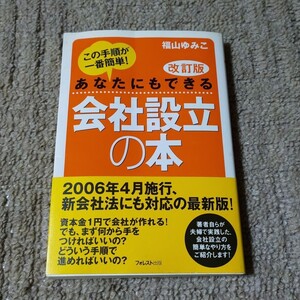 この手順が
一番簡単！
福山ゆみこ
改訂版
あなたにもできる
会社設立
の本
2006年4月施行、
新会社法にも対応の最新版！
資本金1円で会社が作れる！
でも、まず何から手を
つければいいの？
どういう手順で
進めればいいの？
著者自らが
夫婦で実践した、
会社設立の
簡単なやり方を
ご紹介します！
フォレスト出版